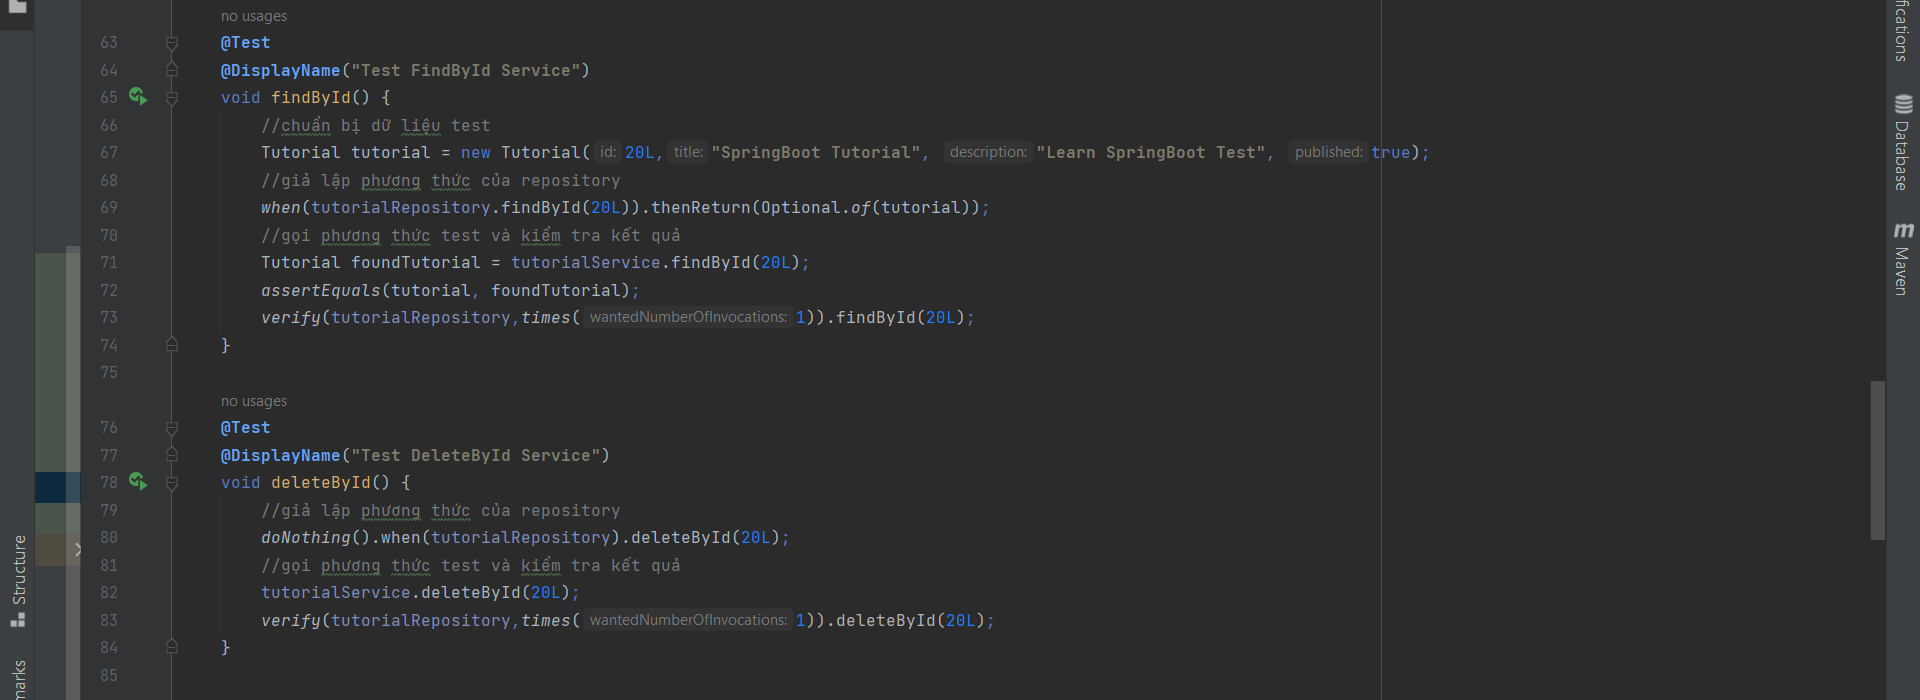 no usages
63 @Test
64 @DisplayName("Test FindById Service")
65 void findById() {
66 //chuẩn bị dữ liệu test
67 Tutorial tutorial = new Tutorial( id: 20L, title: "SpringBoot Tutorial", description: "Learn SpringBoot Test", published: true);
68 //giả lập phương thức của repository
69 when(tutorialRepository.findById(20L)).thenReturn(Optional.of(tutorial));
70 //gọi phương thức test và kiểm tra kết quả
71 Tutorial foundTutorial = tutorialService.findById(20L);
72 assertEquals(tutorial, foundTutorial);
73 verify(tutorialRepository,times( wantedNumberOfInvocations: 1)).findById(20L);
74 }
75
no usages
76 @Test
77 @DisplayName("Test DeleteById Service")
78 void deleteById() {
79 //giả lập phương thức của repository
80 doNothing().when(tutorialRepository).deleteById(20L);
81 //gọi phương thức test và kiểm tra kết quả
82 tutorialService.deleteById(20L);
83 verify(tutorialRepository,times( wantedNumberOfInvocations: 1)).deleteById(20L);
84 }
85
Structure
marks
fications
Database
m Maven